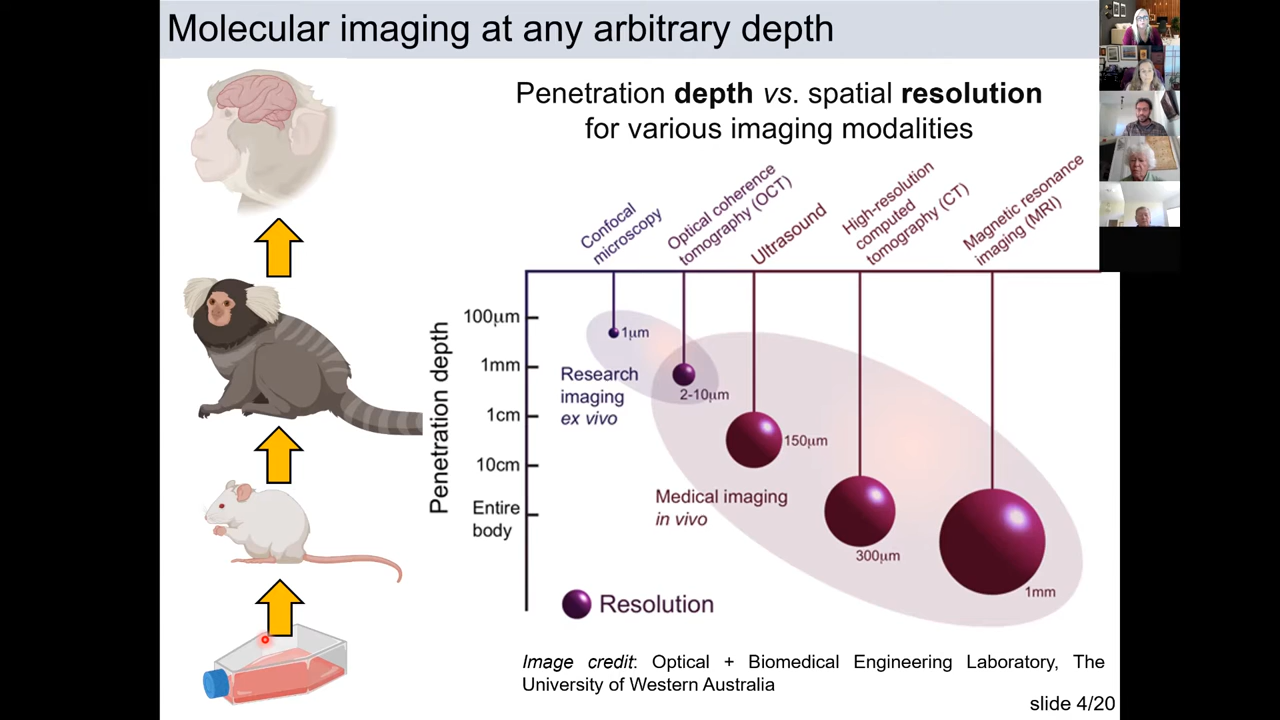 Molecular imaging at any arbitrary depth
Penetration depth vs. spatial resolution
for various imaging modalities
Confocal
microscopy
Optical coherence
tomography (OCT)
Ultrasound
High-resolution
computed
tomography (CT)
Magnetic resonance
imaging (MRI)
Penetration depth
100μm
1mm
1cm
10cm
Entire
body
1μm
2-10μm
150μm
300μm
1mm
Research
imaging
ex vivo
Medical imaging
in vivo
Resolution
Image credit: Optical + Biomedical Engineering Laboratory, The
University of Western Australia
slide 4/20